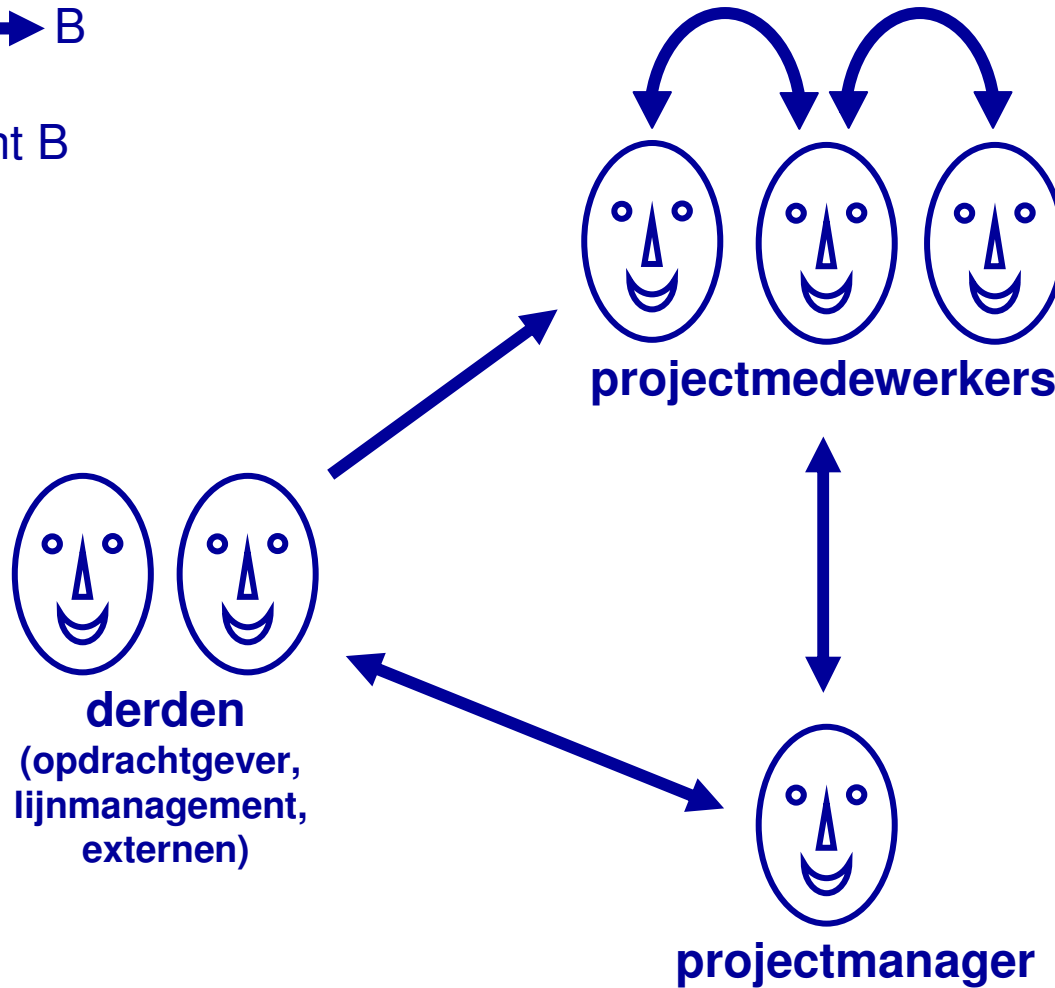 B
nt B
projectmedewerkers
derden
(opdrachtgever,
lijnmanagement,
externen)
projectmanager